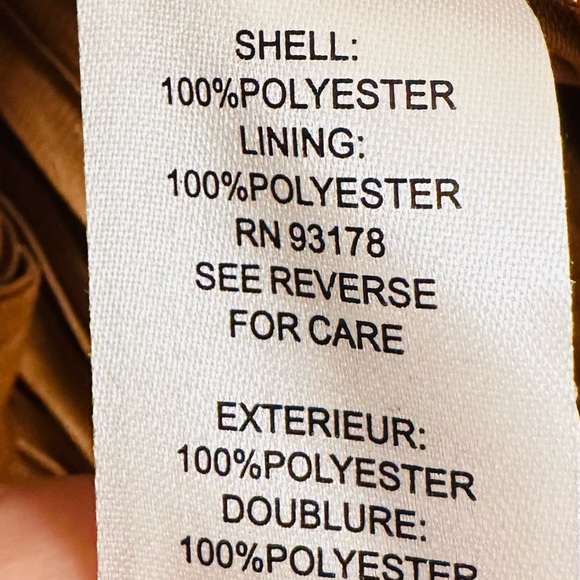 SHELL:
100%POLYESTER
LINING:
100%POLYESTER
RN 93178
SEE REVERSE
FOR CARE
EXTERIEUR:
100%POLYESTER
DOUBLURE:
100%POLYESTER